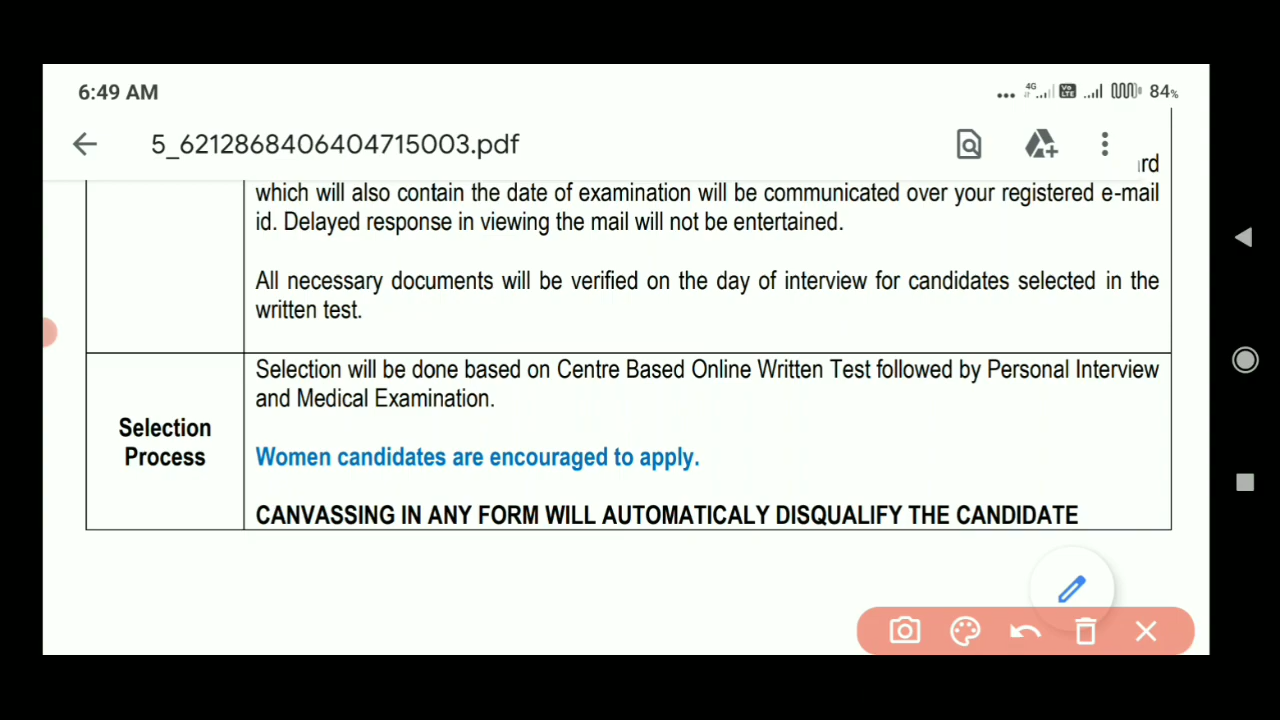 6:49 AM
4G
Vo LTE
84%
5_6212868406404715003.pdf
which will also contain the date of examination will be communicated over your registered e-mail
id. Delayed response in viewing the mail will not be entertained.
All necessary documents will be verified on the day of interview for candidates selected in the
written test.
Selection Process
Selection will be done based on Centre Based Online Written Test followed by Personal Interview
and Medical Examination.
Women candidates are encouraged to apply.
CANVASSING IN ANY FORM WILL AUTOMATICALY DISQUALIFY THE CANDIDATE